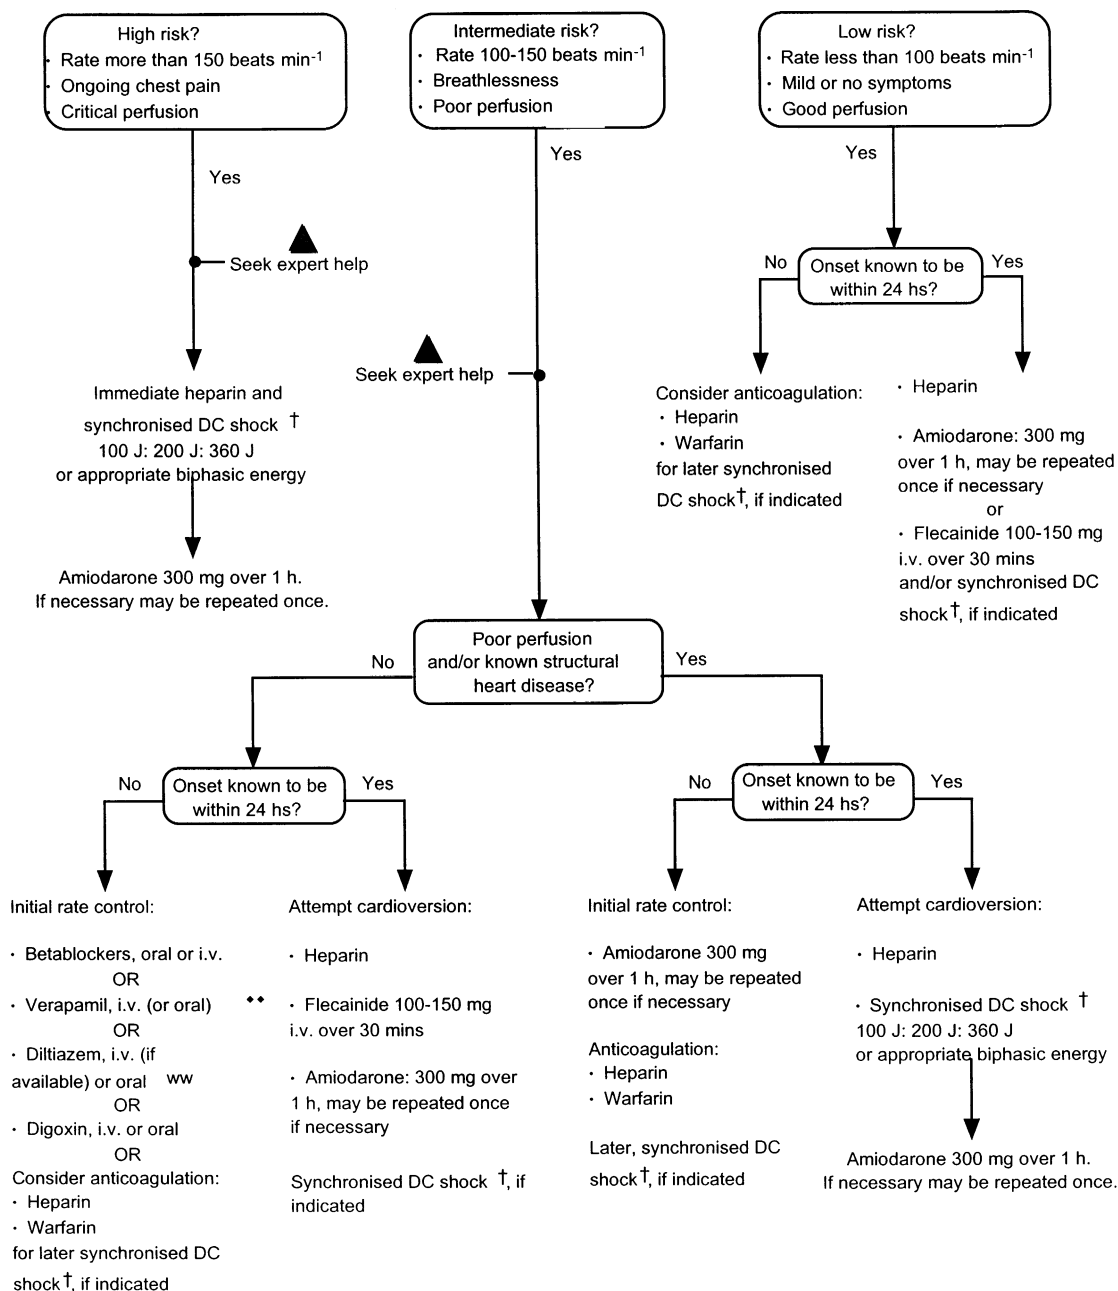 High risk?
· Rate more than 150 beats min-1
· Ongoing chest pain
· Critical perfusion
Intermediate risk?
· Rate 100-150 beats min-1
· Breathlessness
· Poor perfusion
Low risk?
· Rate less than 100 beats min-1
· Mild or no symptoms
· Good perfusion
Yes
Yes
Yes
Seek expert help
No
Onset known to be
within 24 hs?
Yes
Seek expert help
Immediate heparin and
synchronised DC shock †
100 J: 200 J: 360 J
or appropriate biphasic energy
Amiodarone 300 mg over 1 h.
If necessary may be repeated once.
Consider anticoagulation:
· Heparin
· Warfarin
for later synchronised
DC shock†, if indicated
· Heparin
· Amiodarone: 300 mg
over 1 h, may be repeated
once if necessary
or
· Flecainide 100-150 mg
i.v. over 30 mins
and/or synchronised DC
shock†, if indicated
No
Poor perfusion
and/or known structural
heart disease?
Yes
No
Onset known to be
within 24 hs?
Yes
No
Onset known to be
within 24 hs?
Yes
Initial rate control:
· Betablockers, oral or i.v.
OR
· Verapamil, i.v. (or oral) ♦♦
OR
· Diltiazem, i.v. (if
available) or oral ww
OR
· Digoxin, i.v. or oral
OR
Consider anticoagulation:
· Heparin
· Warfarin
for later synchronised DC
shock†, if indicated
Attempt cardioversion:
· Heparin
· Flecainide 100-150 mg
i.v. over 30 mins
· Amiodarone: 300 mg over
1 h, may be repeated once
if necessary
Synchronised DC shock †, if
indicated
Initial rate control:
· Amiodarone 300 mg
over 1 h, may be repeated
once if necessary
Anticoagulation:
· Heparin
· Warfarin
Later, synchronised DC
shock†, if indicated
Attempt cardioversion:
· Heparin
· Synchronised DC shock †
100 J: 200 J: 360 J
or appropriate biphasic energy
Amiodarone 300 mg over 1 h.
If necessary may be repeated once.